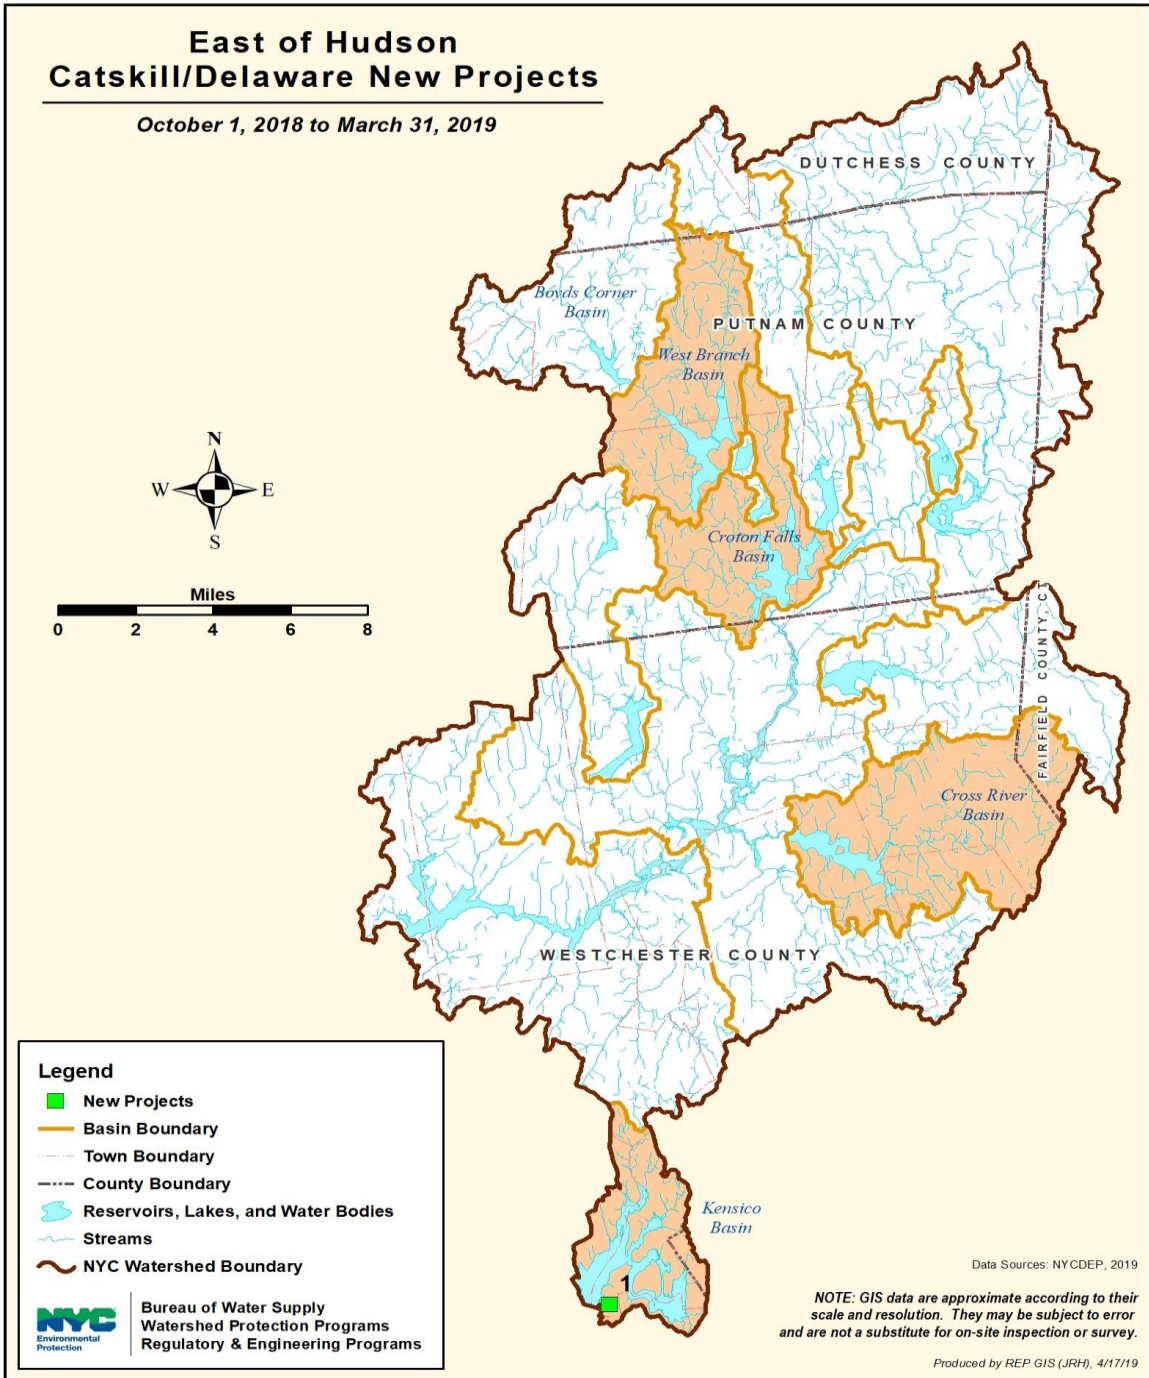 East of Hudson
Catskill/Delaware New Projects
October 1, 2018 to March 31, 2019
DUTCHESS COUNTY
Boyds Corner
Basin
PUTNAM COUNTY
West Branch
Basin
N
W E
S
Croton Falls
Basin
Miles
0 2 4 6 8
FAIRFIELD COUNTY, CT
Cross River
Basin
WESTCHESTER COUNTY
Kensico
Basin
1
Legend
New Projects
Basin Boundary
Town Boundary
County Boundary
Reservoirs, Lakes, and Water Bodies
Streams
NYC Watershed Boundary
NYC
Environmental
Protection
Bureau of Water Supply
Watershed Protection Programs
Regulatory & Engineering Programs
Data Sources: NYCDEP, 2019
NOTE: GIS data are approximate according to their
scale and resolution. They may be subject to error
and are not a substitute for on-site inspection or survey.
Produced by REP GIS (JRH), 4/17/19